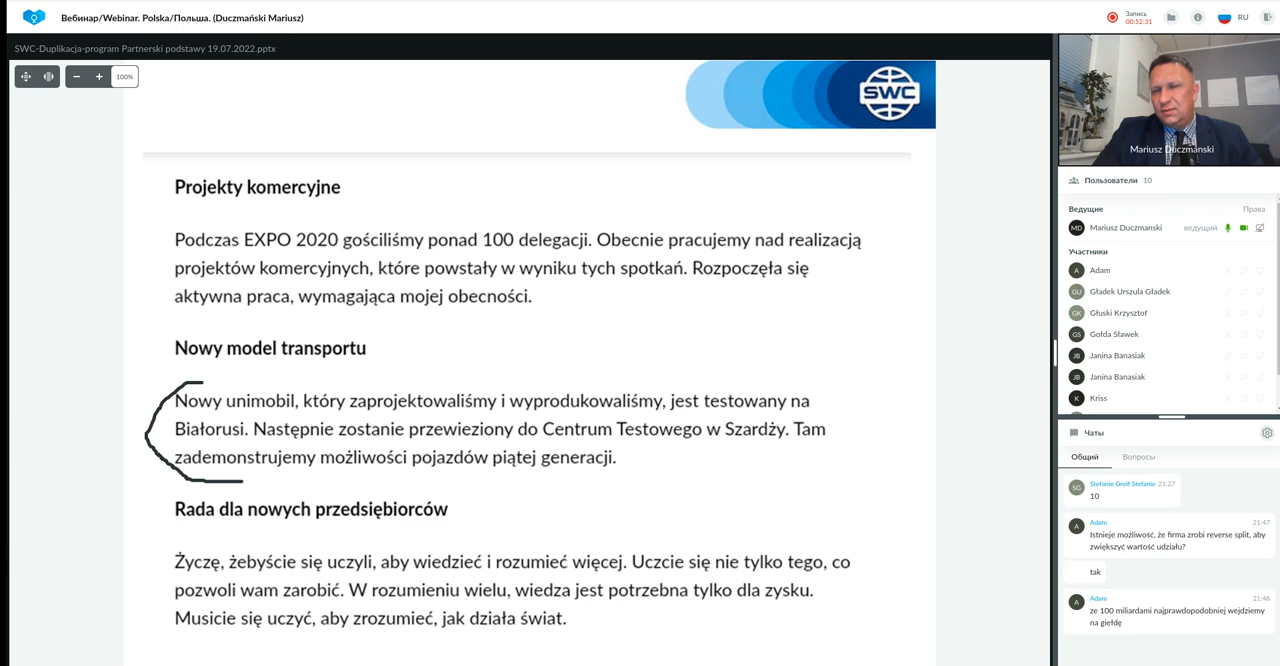 Вебинар/Webinar. Polska/Польша. (Duczmański Mariusz)
Запись
00:52:31
RU
SWC-Duplikacja-program Partnerski podstawy 19.07.2022.pptx
100%
SWC
Projekty komercyjne
Podczas EXPO 2020 gościliśmy ponad 100 delegacji. Obecnie pracujemy nad realizacją
projektów komercyjnych, które powstały w wyniku tych spotkań. Rozpoczęła się
aktywna praca, wymagająca mojej obecności.
Nowy model transportu
Nowy unimobil, który zaprojektowaliśmy i wyprodukowaliśmy, jest testowany na
Białorusi. Następnie zostanie przewieziony do Centrum Testowego w Szardży. Tam
zademonstrujemy możliwości pojazdów piątej generacji.
Rada dla nowych przedsiębiorców
Życzę, żebyście się uczyli, aby wiedzieć i rozumieć więcej. Uczcie się nie tylko tego, co
pozwoli wam zarobić. W rozumieniu wielu, wiedza jest potrzebna tylko dla zysku.
Musicie się uczyć, aby zrozumieć, jak działa świat.
Mariusz Duczmanski
Пользователи 10
Ведущие Права
MD Mariusz Duczmanski ведущий
Участники
A Adam
GU Gładek Urszula Gładek
GK Głuski Krzysztof
GS Gołda Sławek
JB Janina Banasiak
JB Janina Banasiak
K Kriss
Чаты
Общий Вопросы
SG Stefanie Greif Stefanie 21:27
10
A Adam 21:47
Istnieje możliwość, że firma zrobi reverse split, aby
zwiększyć wartość udziału?
tak
A Adam 21:48
ze 100 miliardami najprawdopodobniej wejdziemy
na giełdę